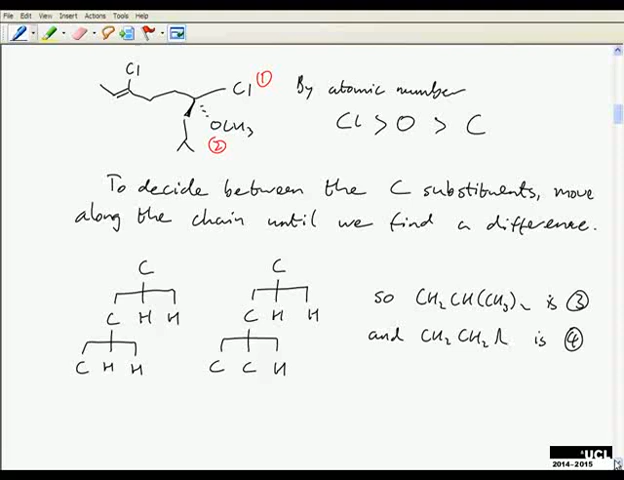 File Edit View Insert Actions Tools Help
Cl
Cl ①
By atomic number
OCH3
②
Cl > O > C
To decide between the C substituents, move
along the chain until we find a difference.
C C
C H H C H H
C H H C C H
so CH2CH(CH3)2 is ③
and CH2CH2R is ④
UCL
2014-2015